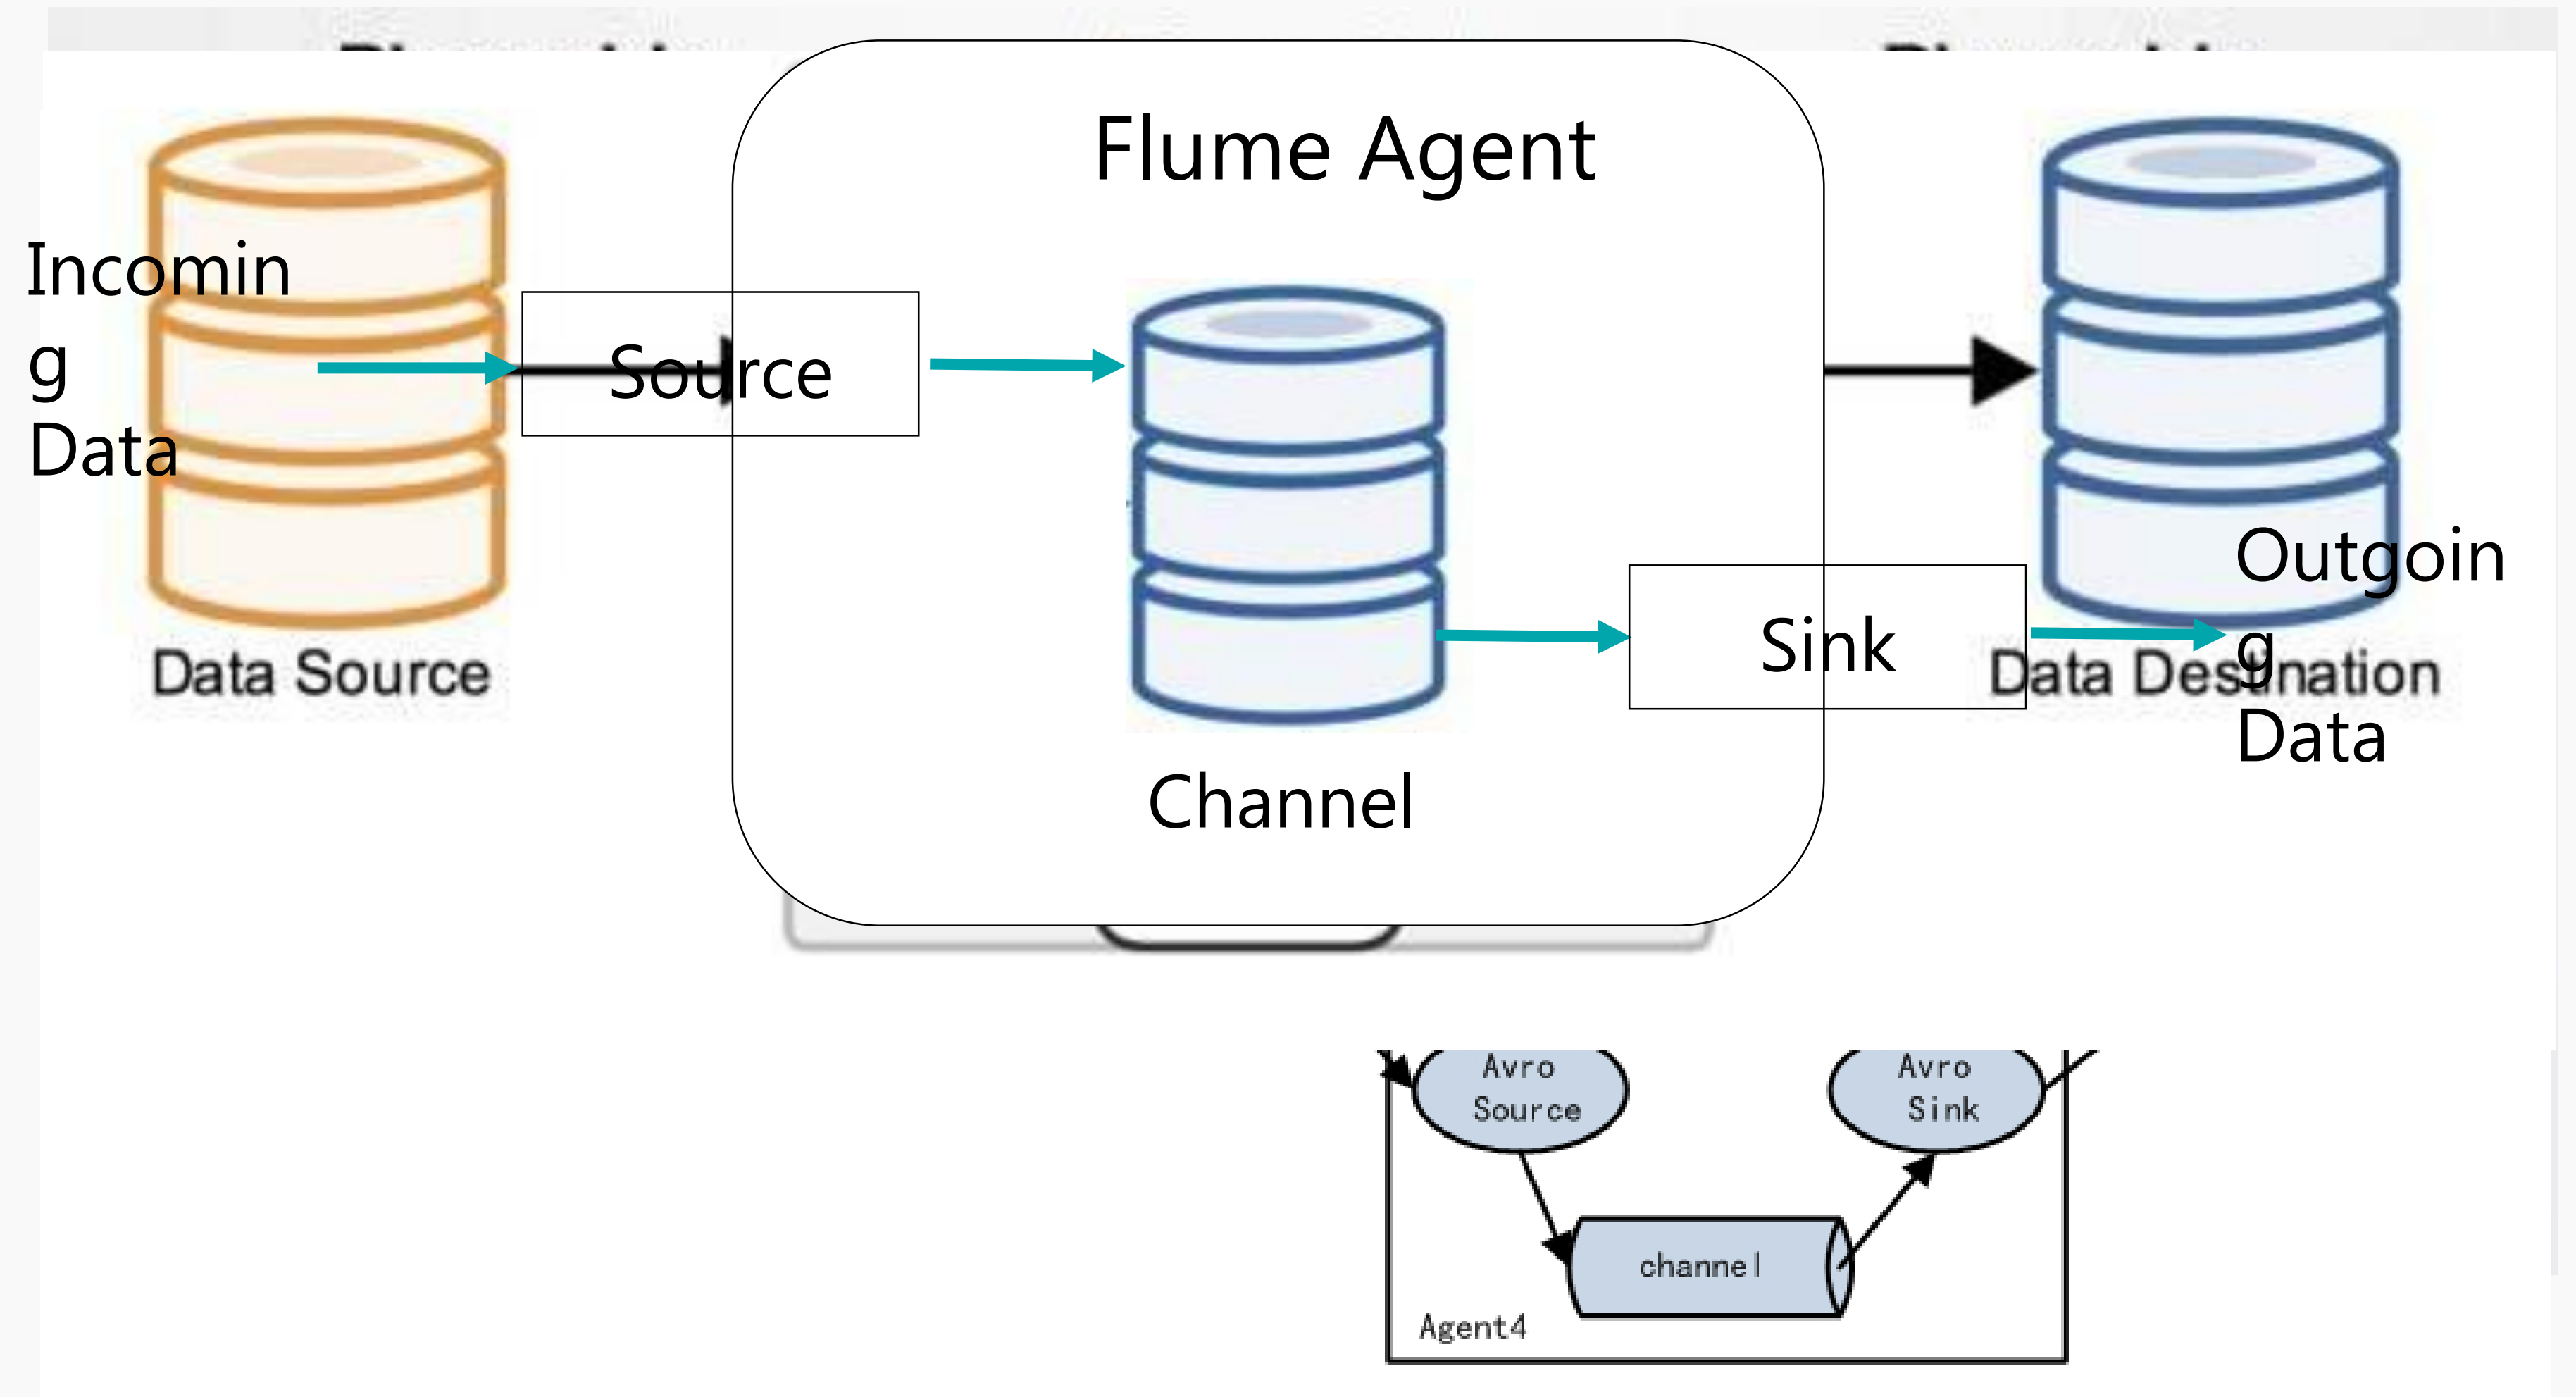 Flume Agent
Incomin
g
Data
Source
Outgoin
g
Data
Sink
Data Source
Data Destination
Channel
Avro
Source
Avro
Sink
channel
Agent4